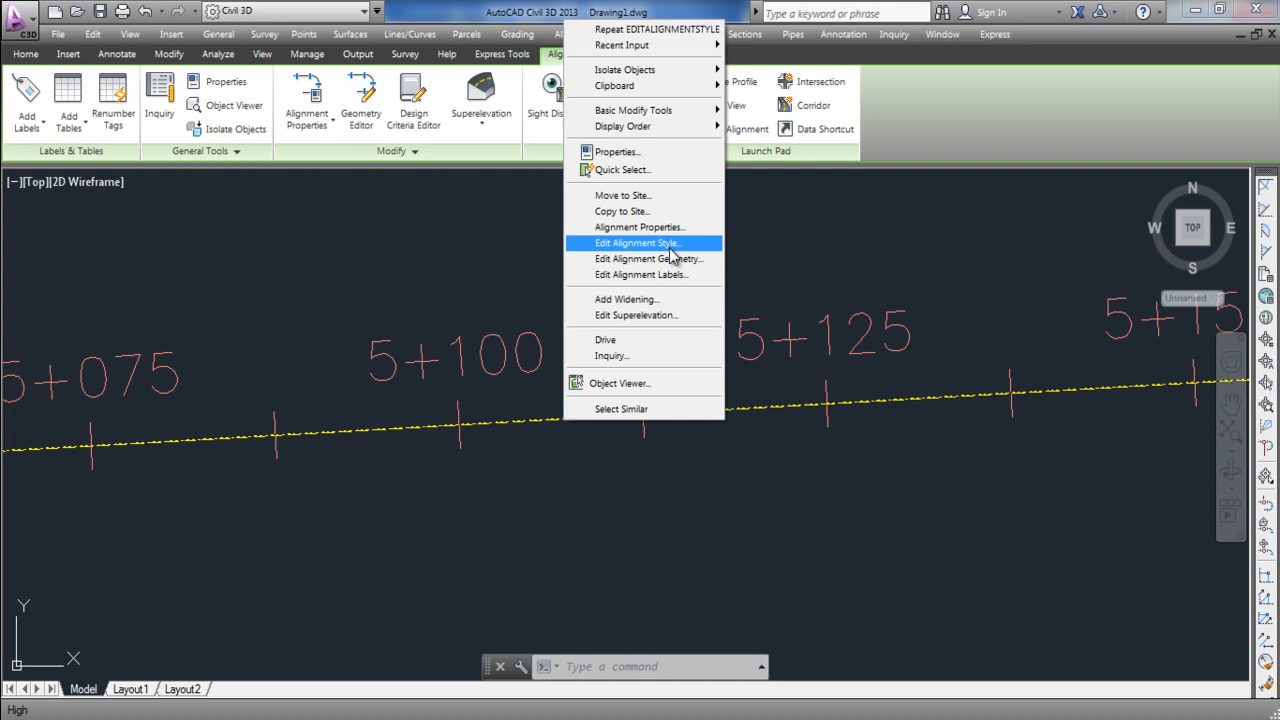 Civil 3D
AutoCAD Civil 3D 2013 Drawing1.dwg
Type a keyword or phrase
Sign In
C3D
File Edit View Insert General Survey Points Surfaces Lines/Curves Parcels Grading Sections Pipes Annotation Inquiry Window Express
Home Insert Annotate Modify Analyze View Manage Output Survey Help Express Tools
Add Labels
Add Tables
Renumber Tags
Labels & Tables
Inquiry
Properties
Object Viewer
Isolate Objects
General Tools
Alignment Properties
Geometry Editor
Design Criteria Editor
Superelevation
Modify
Intersection
Corridor
Data Shortcut
Launch Pad
Repeat EDITALIGNMENTSTYLE
Recent Input
Isolate Objects
Clipboard
Basic Modify Tools
Display Order
Properties...
Quick Select...
Move to Site...
Copy to Site...
Alignment Properties...
Edit Alignment Style...
Edit Alignment Geometry...
Edit Alignment Labels...
Add Widening...
Edit Superelevation...
Drive
Inquiry...
Object Viewer...
Select Similar
[−][Top][2D Wireframe]
N
W TOP E
S
Unnamed
5+075
5+100
5+125
5+15
Y
X
Type a command
Model Layout1 Layout2
High